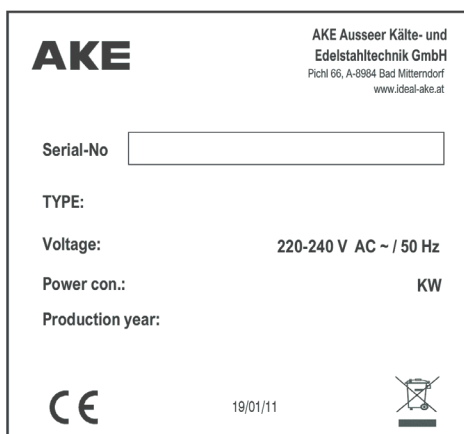 AKE
AKE Ausseer Kälte- und
Edelstahltechnik GmbH
Pichl 66, A-8984 Bad Mitterndorf
www.ideal-ake.at
Serial-No
TYPE:
Voltage: 220-240 V AC ~ / 50 Hz
Power con.: KW
Production year:
CE
19/01/11